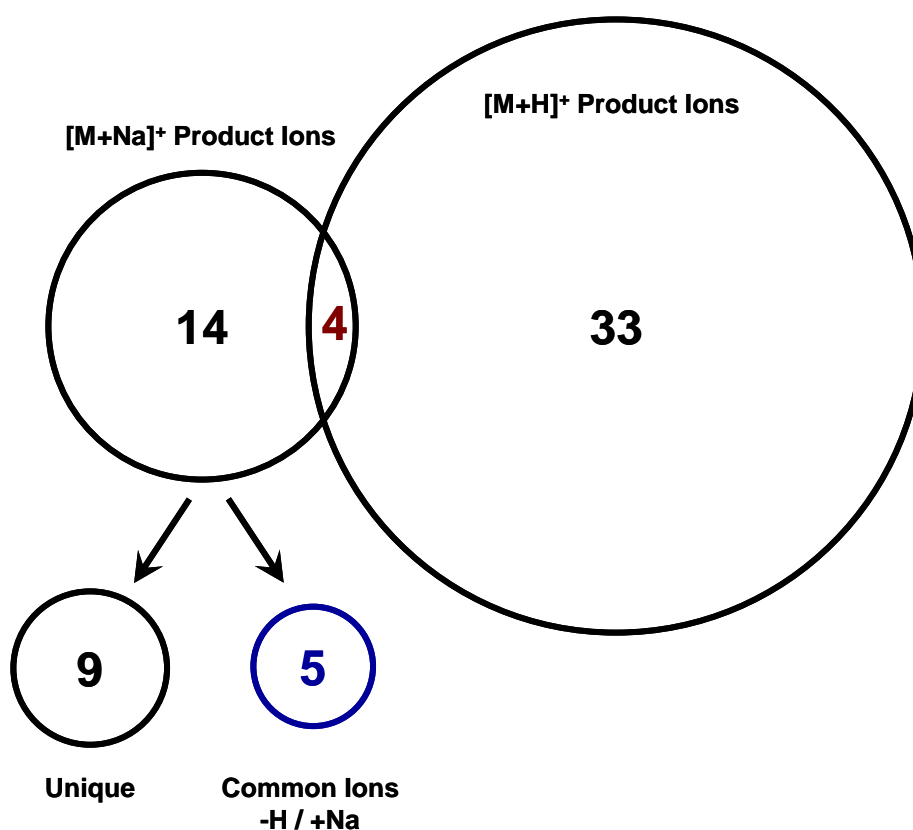 [M+H]⁺ Product Ions
[M+Na]⁺ Product Ions
14
4
33
9
5
Unique
Common Ions
-H / +Na